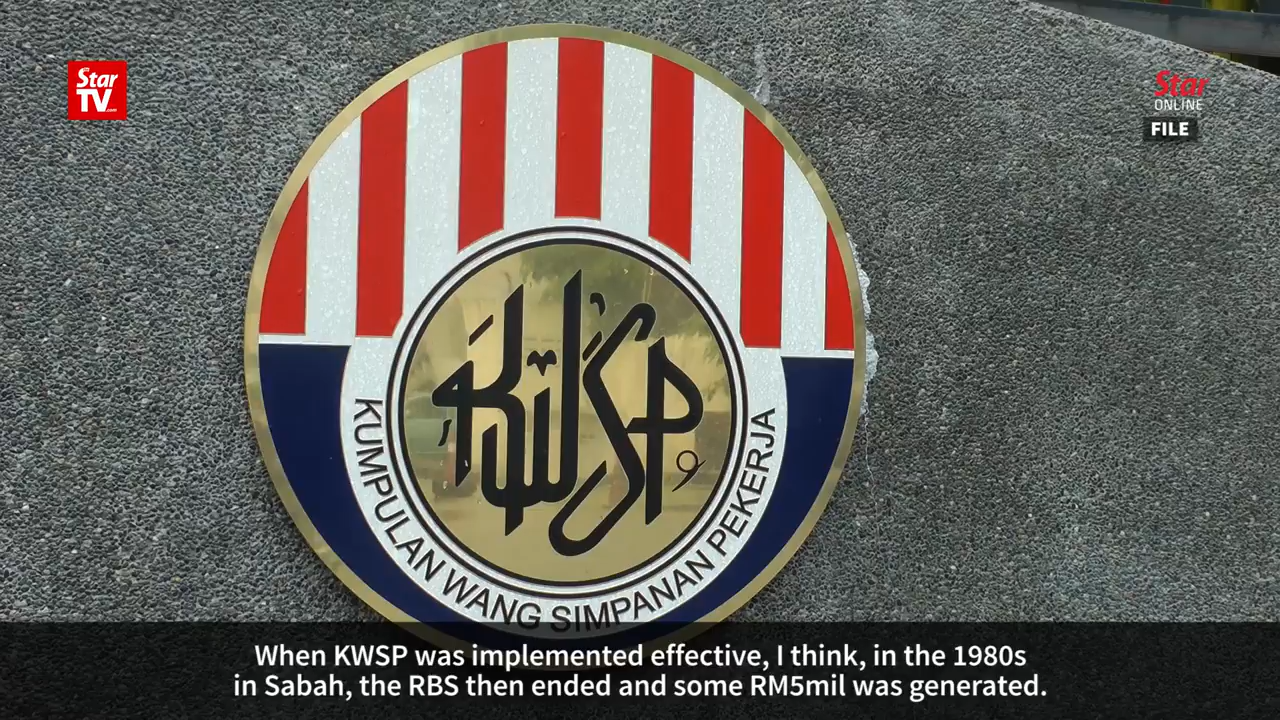 Star
TV.com
Star
ONLINE
FILE
KWSP
KUMPULAN WANG SIMPANAN PEKERJA
When KWSP was implemented effective, I think, in the 1980s
in Sabah, the RBS then ended and some RM5mil was generated.